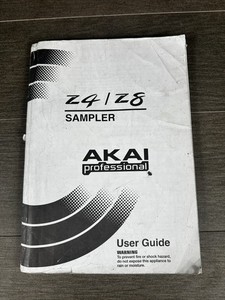 Z4/Z8
SAMPLER
AKAI
professional
User Guide
WARNING
To prevent fire or shock hazard,
do not expose this appliance to
rain or moisture.